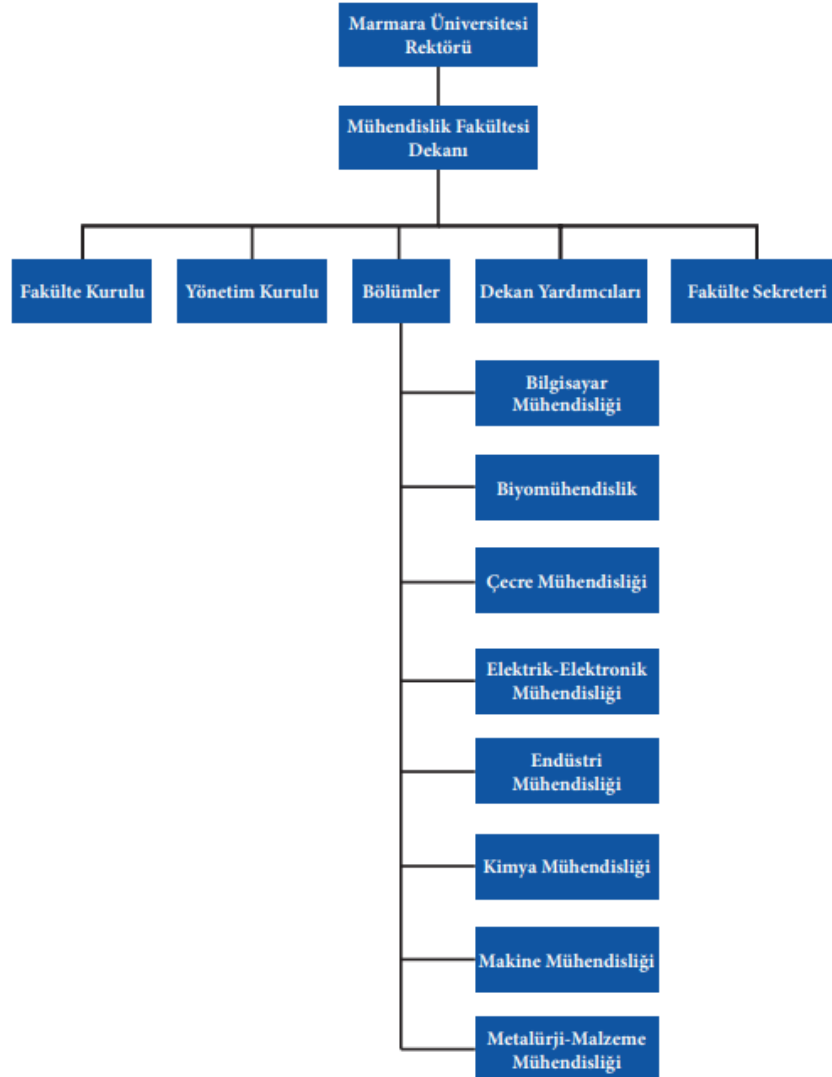 Marmara Üniversitesi
Rektörü
Mühendislik Fakültesi
Dekanı
Fakülte Kurulu
Yönetim Kurulu
Bölümler
Dekan Yardımcıları
Fakülte Sekreteri
Bilgisayar
Mühendisliği
Biyomühendislik
Çecre Mühendisliği
Elektrik-Elektronik
Mühendisliği
Endüstri
Mühendisliği
Kimya Mühendisliği
Makine Mühendisliği
Metalürji-Malzeme
Mühendisliği